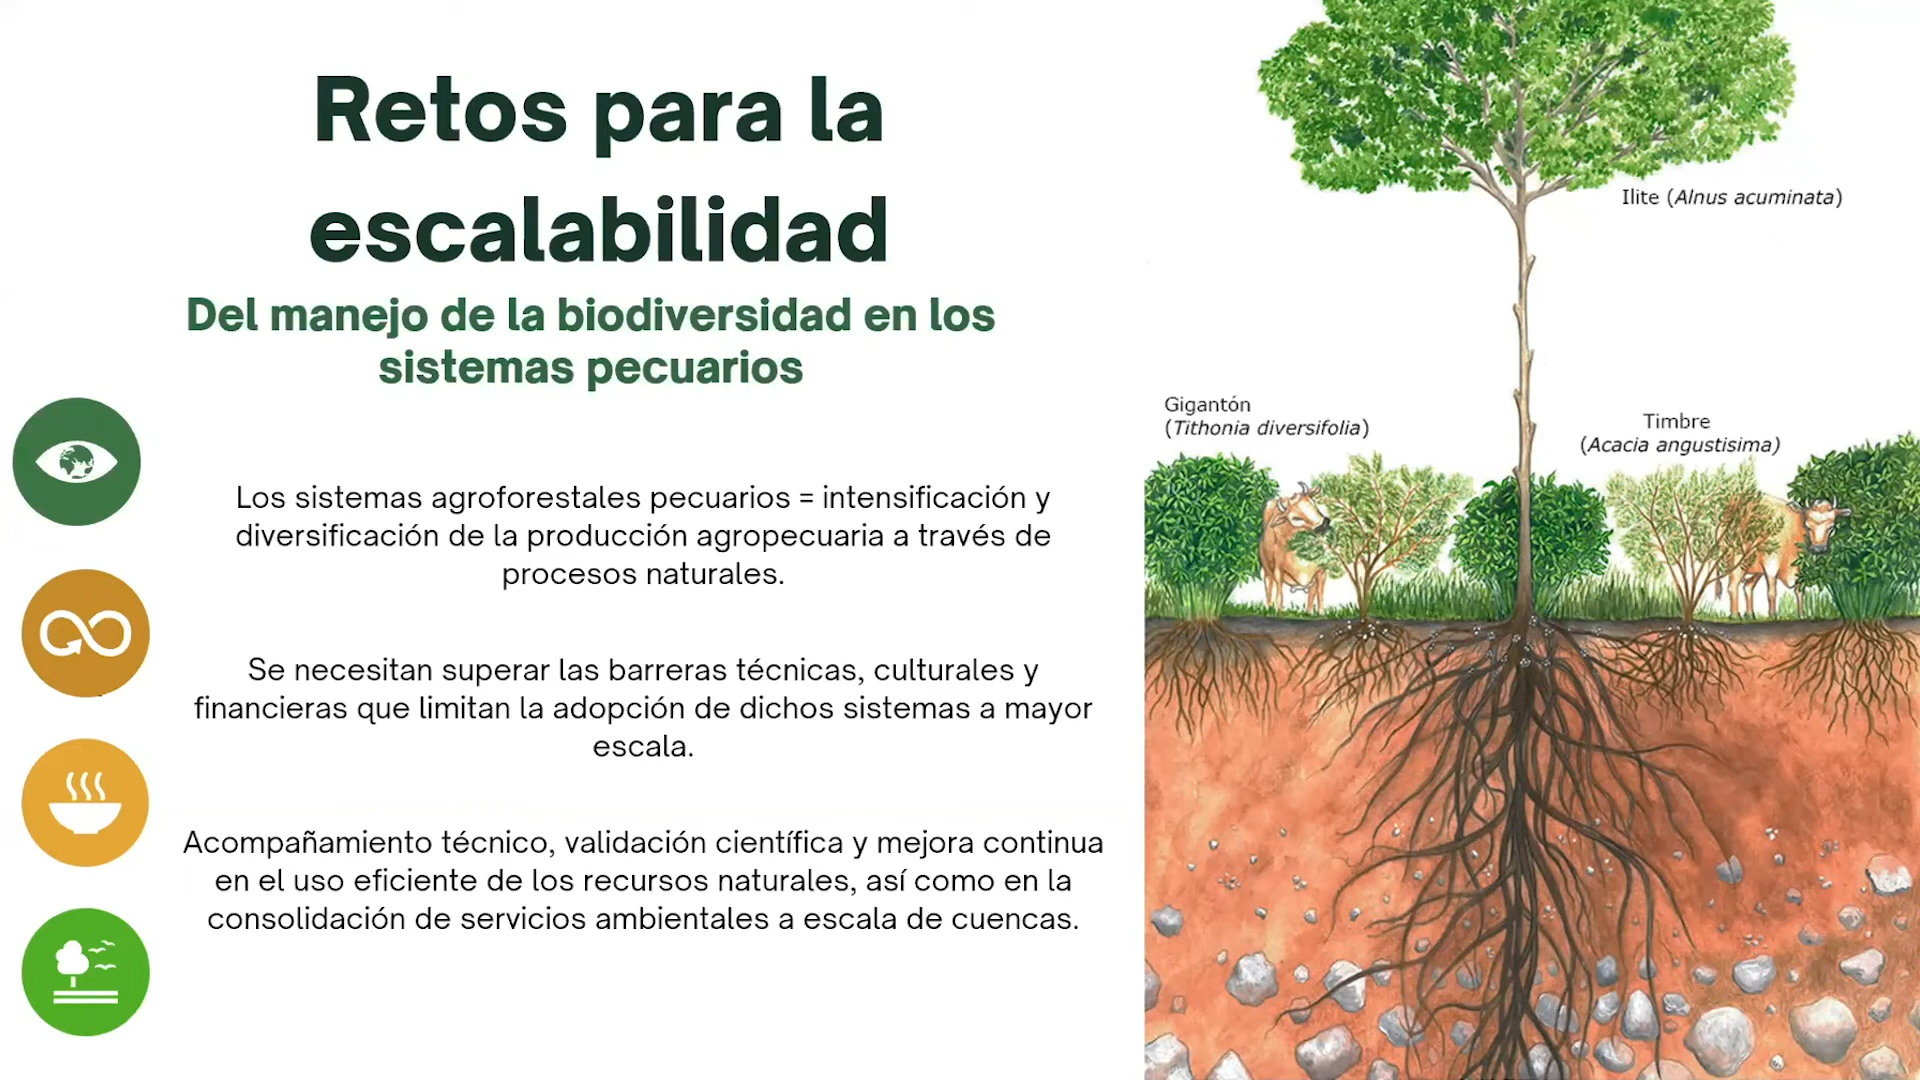 Retos para la
escalabilidad
Del manejo de la biodiversidad en los
sistemas pecuarios
Los sistemas agroforestales pecuarios = intensificación y
diversificación de la producción agropecuaria a través de
procesos naturales.
Se necesitan superar las barreras técnicas, culturales y
financieras que limitan la adopción de dichos sistemas a mayor
escala.
Acompañamiento técnico, validación científica y mejora continua
en el uso eficiente de los recursos naturales, así como en la
consolidación de servicios ambientales a escala de cuencas.
Ilite (Alnus acuminata)
Gigantón
(Tithonia diversifolia)
Timbre
(Acacia angustisima)